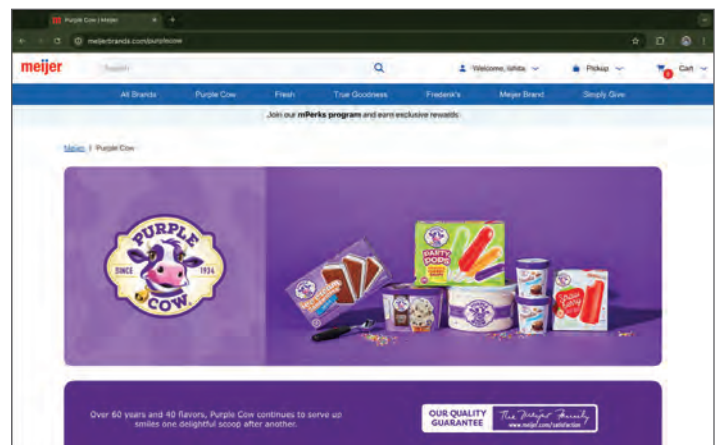 Purple Cow | Meijer
meijerbrands.com/purplecow
meijer
Search
Welcome, Ishita
Pickup
0
Cart
All Brands
Purple Cow
Fresh
True Goodness
Frederik's
Meijer Brand
Simply Give
Join our mPerks program and earn exclusive rewards
Meijer | Purple Cow
PURPLE
SINCE 1934
COW.
PARTY
POPS
Strawberry
Over 60 years and 40 flavors, Purple Cow continues to serve up
smiles one delightful scoop after another.
OUR QUALITY
GUARANTEE
The Meijer Family
www.meijer.com/satisfaction